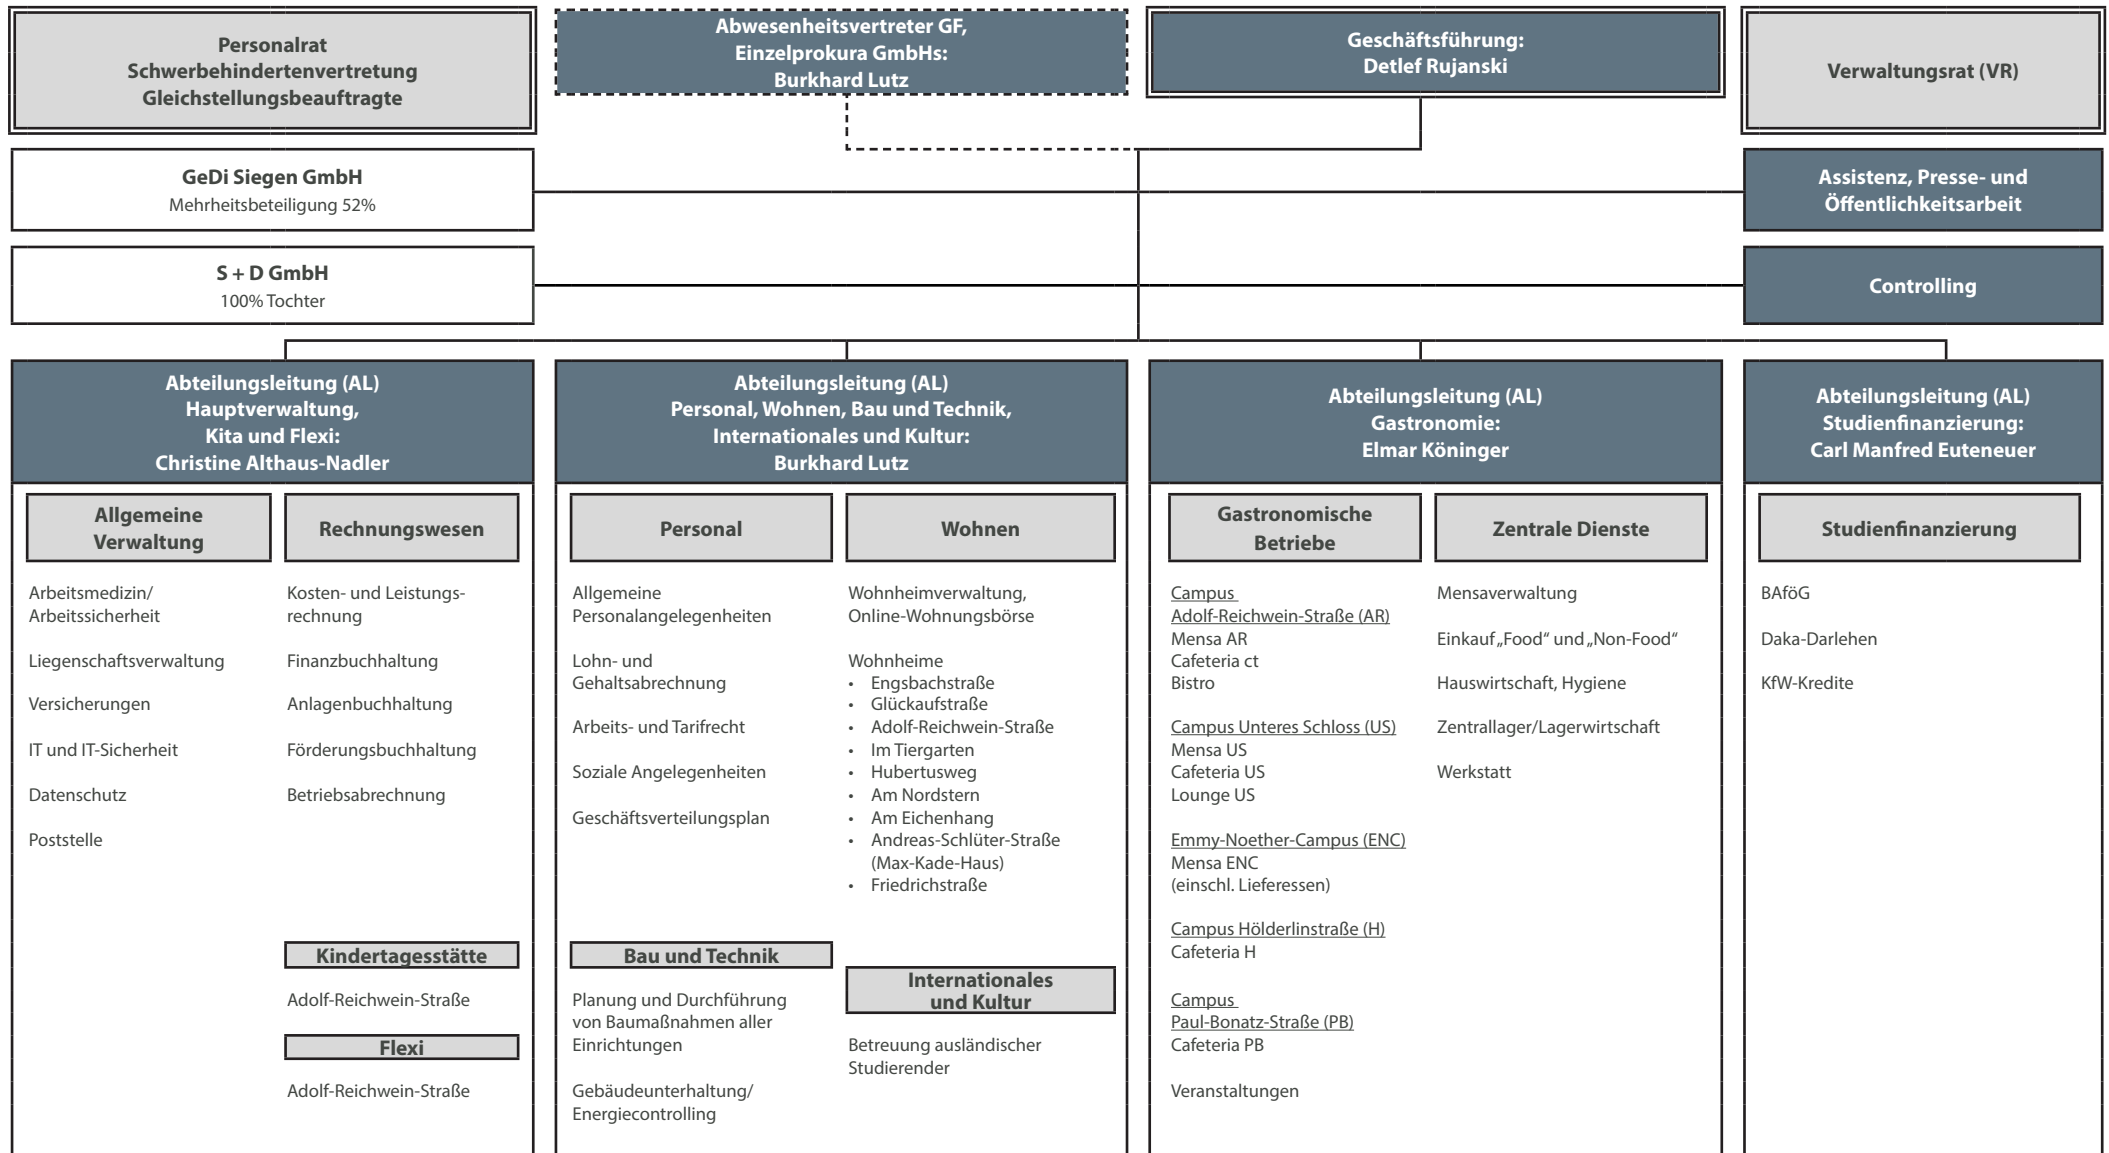 Personalrat
Schwerbehindertenvertretung
Gleichstellungsbeauftragte
Abwesenheitsvertreter GF,
Einzelprokura GmbHs:
Burkhard Lutz
Geschäftsführung:
Detlef Rujanski
Verwaltungsrat (VR)
GeDi Siegen GmbH
Mehrheitsbeteiligung 52%
Assistenz, Presse- und
Öffentlichkeitsarbeit
S + D GmbH
100% Tochter
Controlling
Abteilungsleitung (AL)
Hauptverwaltung,
Kita und Flexi:
Christine Althaus-Nadler
Allgemeine
Verwaltung
Arbeitsmedizin/
Arbeitssicherheit
Liegenschaftsverwaltung
Versicherungen
IT und IT-Sicherheit
Datenschutz
Poststelle
Rechnungswesen
Kosten- und Leistungs-
rechnung
Finanzbuchhaltung
Anlagenbuchhaltung
Förderungsbuchhaltung
Betriebsabrechnung
Kindertagesstätte
Adolf-Reichwein-Straße
Flexi
Adolf-Reichwein-Straße
Abteilungsleitung (AL)
Personal, Wohnen, Bau und Technik,
Internationales und Kultur:
Burkhard Lutz
Personal
Allgemeine
Personalangelegenheiten
Lohn- und
Gehaltsabrechnung
Arbeits- und Tarifrecht
Soziale Angelegenheiten
Geschäftsverteilungsplan
Bau und Technik
Planung und Durchführung
von Baumaßnahmen aller
Einrichtungen
Gebäudeunterhaltung/
Energiecontrolling
Wohnen
Wohnheimverwaltung,
Online-Wohnungsbörse
Wohnheime
• Engsbachstraße
• Glückaufstraße
• Adolf-Reichwein-Straße
• Im Tiergarten
• Hubertusweg
• Am Nordstern
• Am Eichenhang
• Andreas-Schlüter-Straße
(Max-Kade-Haus)
• Friedrichstraße
Internationales
und Kultur
Betreuung ausländischer
Studierender
Abteilungsleitung (AL)
Gastronomie:
Elmar Köninger
Gastronomische
Betriebe
Campus
Adolf-Reichwein-Straße (AR)
Mensa AR
Cafeteria ct
Bistro
Campus Unteres Schloss (US)
Mensa US
Cafeteria US
Lounge US
Emmy-Noether-Campus (ENC)
Mensa ENC
(einschl. Lieferessen)
Campus Hölderlinstraße (H)
Cafeteria H
Campus
Paul-Bonatz-Straße (PB)
Cafeteria PB
Veranstaltungen
Zentrale Dienste
Mensaverwaltung
Einkauf „Food“ und „Non-Food“
Hauswirtschaft, Hygiene
Zentrallager/Lagerwirtschaft
Werkstatt
Abteilungsleitung (AL)
Studienfinanzierung:
Carl Manfred Euteneuer
Studienfinanzierung
BAföG
Daka-Darlehen
KfW-Kredite